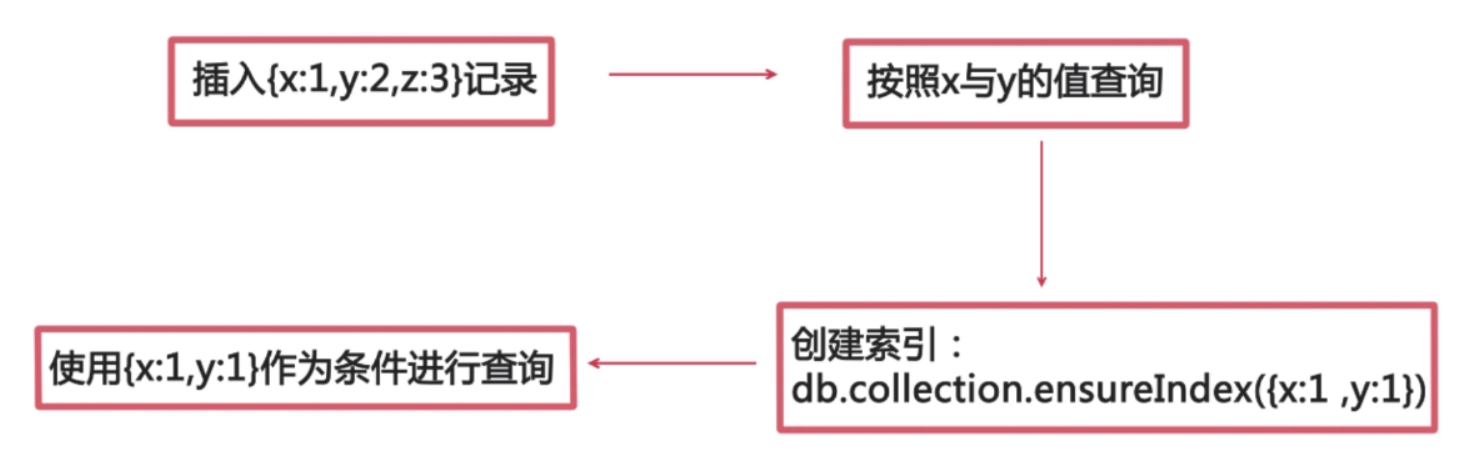 插入{x:1,y:2,z:3}记录
按照x与y的值查询
创建索引：
db.collection.ensureIndex({x:1 ,y:1})
使用{x:1,y:1}作为条件进行查询